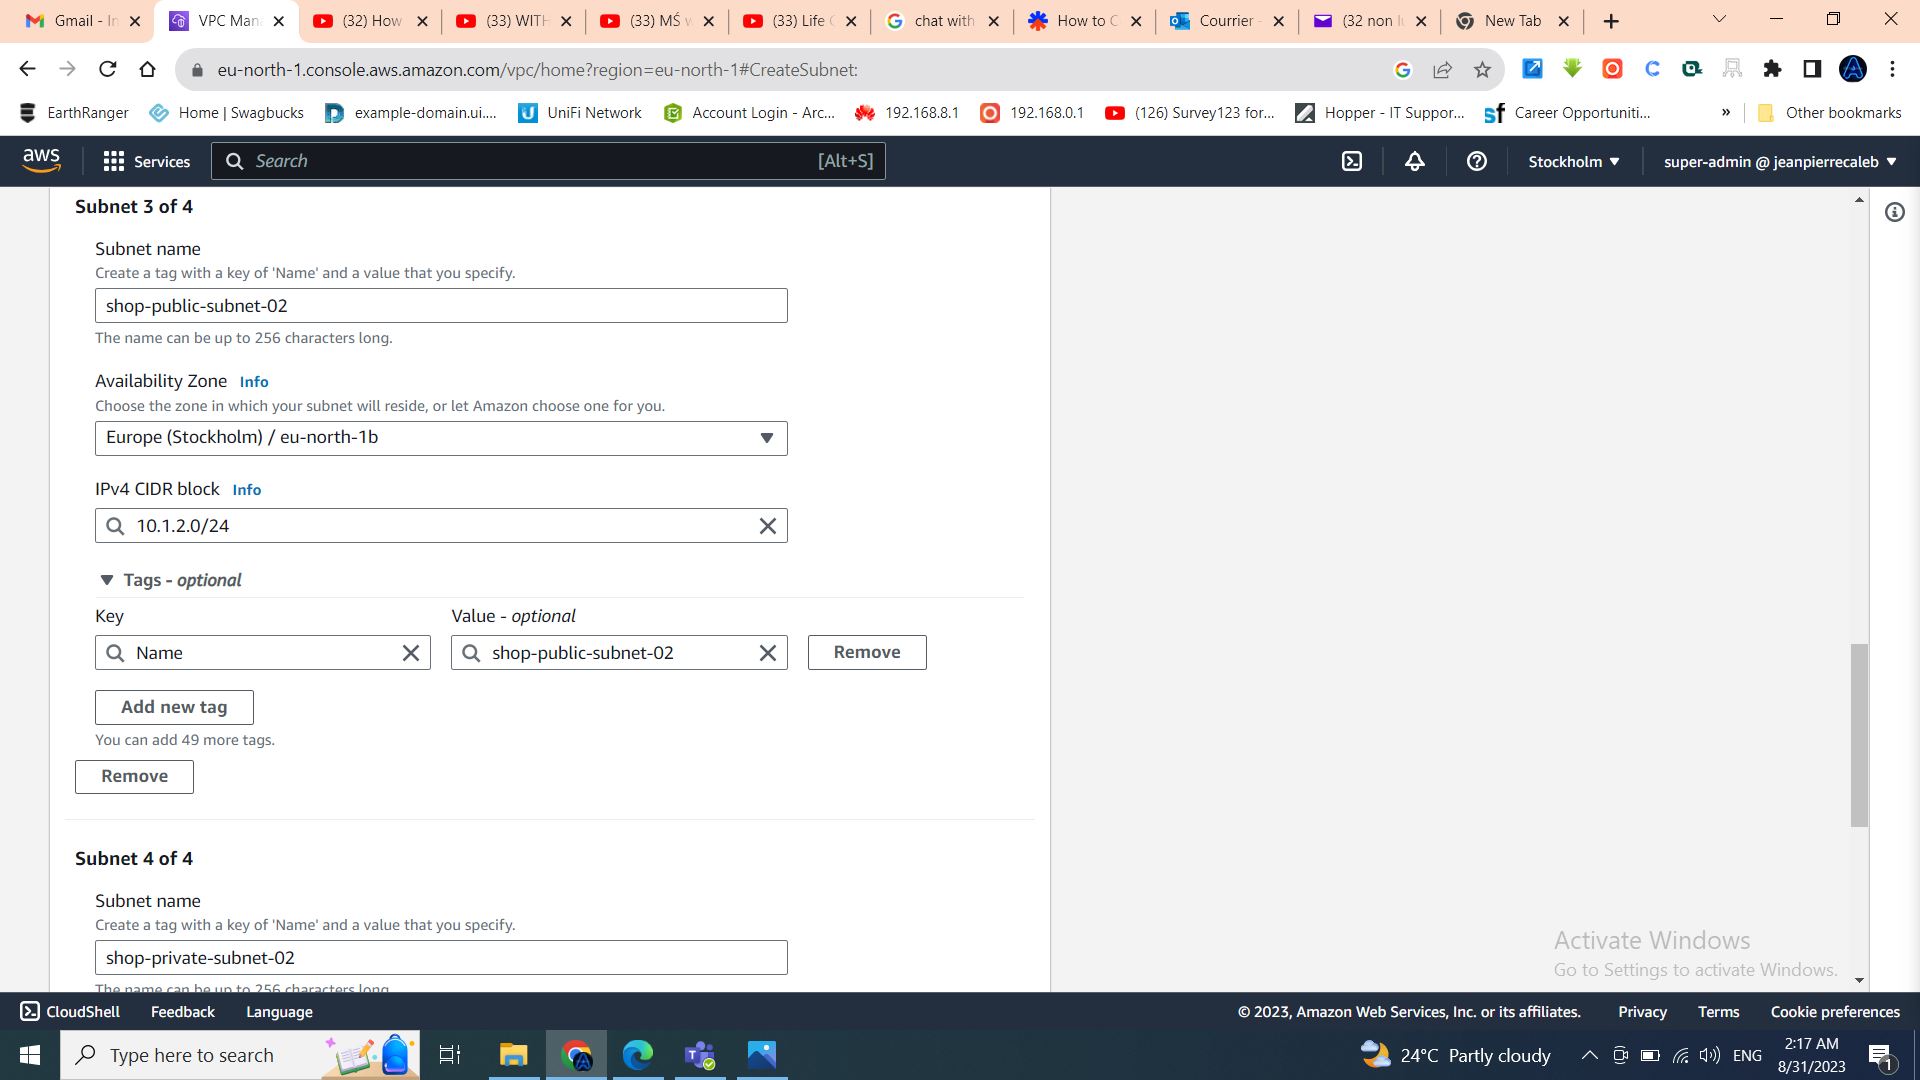 Gmail - In
VPC Man
(32) How
(33) WITH
(33) MŚ w
(33) Life
chat with
How to C
Courrier -
(32 non l
New Tab
eu-north-1.console.aws.amazon.com/vpc/home?region=eu-north-1#CreateSubnet:
EarthRanger
Home | Swagbucks
example-domain.ui....
UniFi Network
Account Login - Arc...
192.168.8.1
192.168.0.1
(126) Survey123 for...
Hopper - IT Suppor...
Career Opportuniti...
»
Other bookmarks
aws
Services
Search
[Alt+S]
Stockholm
super-admin @ jeanpierrecaleb
Subnet 3 of 4
Subnet name
Create a tag with a key of 'Name' and a value that you specify.
shop-public-subnet-02
The name can be up to 256 characters long.
Availability Zone Info
Choose the zone in which your subnet will reside, or let Amazon choose one for you.
Europe (Stockholm) / eu-north-1b
IPv4 CIDR block Info
10.1.2.0/24
Tags - optional
Key
Value - optional
Name
shop-public-subnet-02
Remove
Add new tag
You can add 49 more tags.
Remove
Subnet 4 of 4
Subnet name
Create a tag with a key of 'Name' and a value that you specify.
shop-private-subnet-02
The name can be up to 256 characters long.
Activate Windows
Go to Settings to activate Windows.
CloudShell
Feedback
Language
© 2023, Amazon Web Services, Inc. or its affiliates.
Privacy
Terms
Cookie preferences
Type here to search
24°C Partly cloudy
ENG
2:17 AM
8/31/2023
1